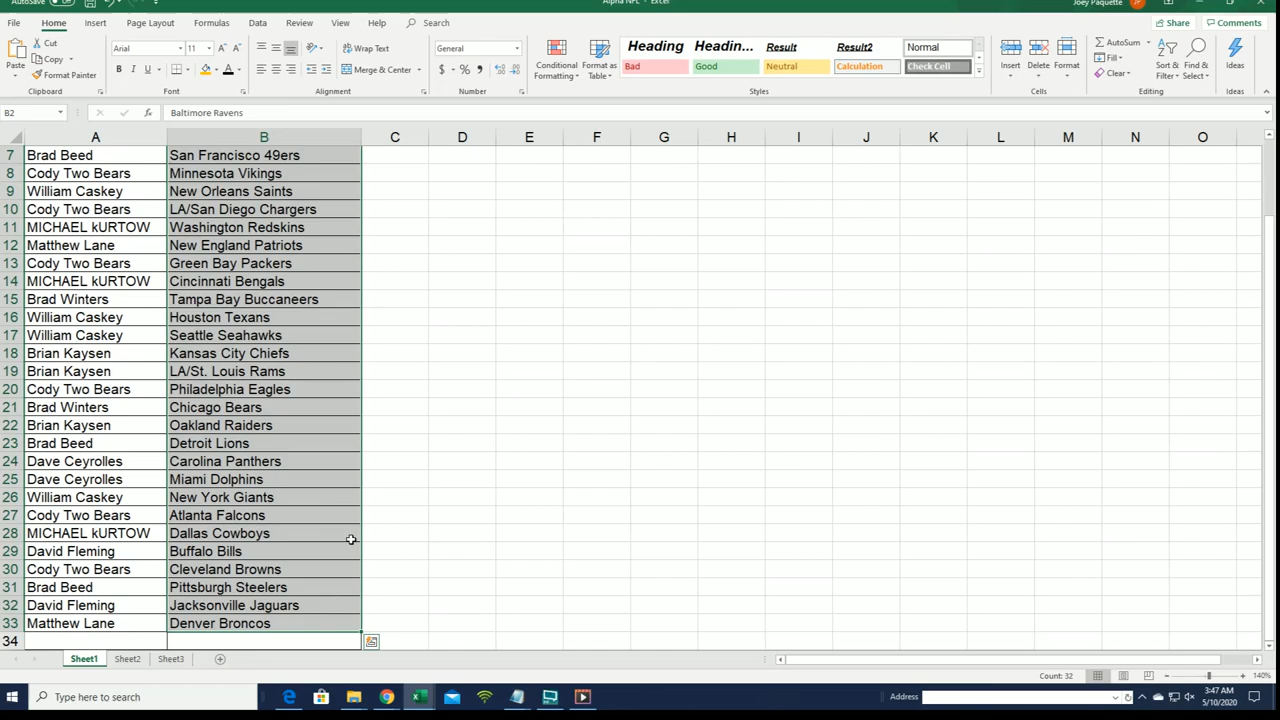 AutoSave Off Alpha NFL - Excel Joey Paquette JP
File Home Insert Page Layout Formulas Data Review View Help Search Share Comments
Paste Cut Copy Format Painter Clipboard
Arial 11 A A B I U A Font
Wrap Text Merge & Center Alignment
General $ % , Number
Conditional Formatting Format as Table
Heading Headin... Result Result2 Normal
Bad Good Neutral Calculation Check Cell
Styles
Insert Delete Format Cells
AutoSum Fill Clear Sort & Filter Find & Select Editing
Ideas Ideas
B2 fx Baltimore Ravens
A B C D E F G H I J K L M N O
7 Brad Beed San Francisco 49ers
8 Cody Two Bears Minnesota Vikings
9 William Caskey New Orleans Saints
10 Cody Two Bears LA/San Diego Chargers
11 MICHAEL kURTOW Washington Redskins
12 Matthew Lane New England Patriots
13 Cody Two Bears Green Bay Packers
14 MICHAEL kURTOW Cincinnati Bengals
15 Brad Winters Tampa Bay Buccaneers
16 William Caskey Houston Texans
17 William Caskey Seattle Seahawks
18 Brian Kaysen Kansas City Chiefs
19 Brian Kaysen LA/St. Louis Rams
20 Cody Two Bears Philadelphia Eagles
21 Brad Winters Chicago Bears
22 Brian Kaysen Oakland Raiders
23 Brad Beed Detroit Lions
24 Dave Ceyrolles Carolina Panthers
25 Dave Ceyrolles Miami Dolphins
26 William Caskey New York Giants
27 Cody Two Bears Atlanta Falcons
28 MICHAEL kURTOW Dallas Cowboys
29 David Fleming Buffalo Bills
30 Cody Two Bears Cleveland Browns
31 Brad Beed Pittsburgh Steelers
32 David Fleming Jacksonville Jaguars
33 Matthew Lane Denver Broncos
34
Sheet1 Sheet2 Sheet3
Count: 32 140%
Type here to search Address 3:47 AM
5/10/2020